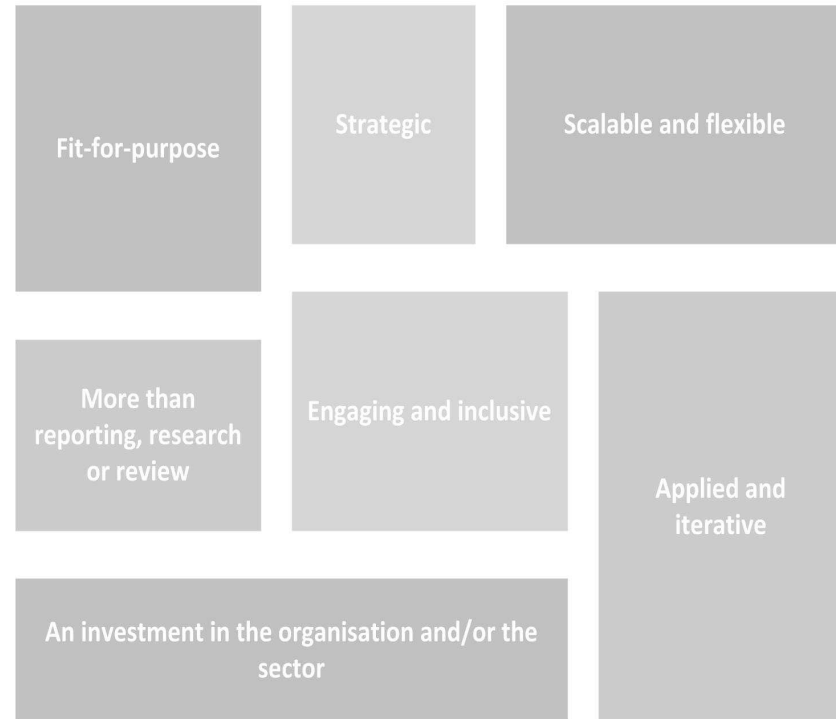 Fit-for-purpose
Strategic
Scalable and flexible
More than
reporting, research
or review
Engaging and inclusive
Applied and
iterative
An investment in the organisation and/or the
sector